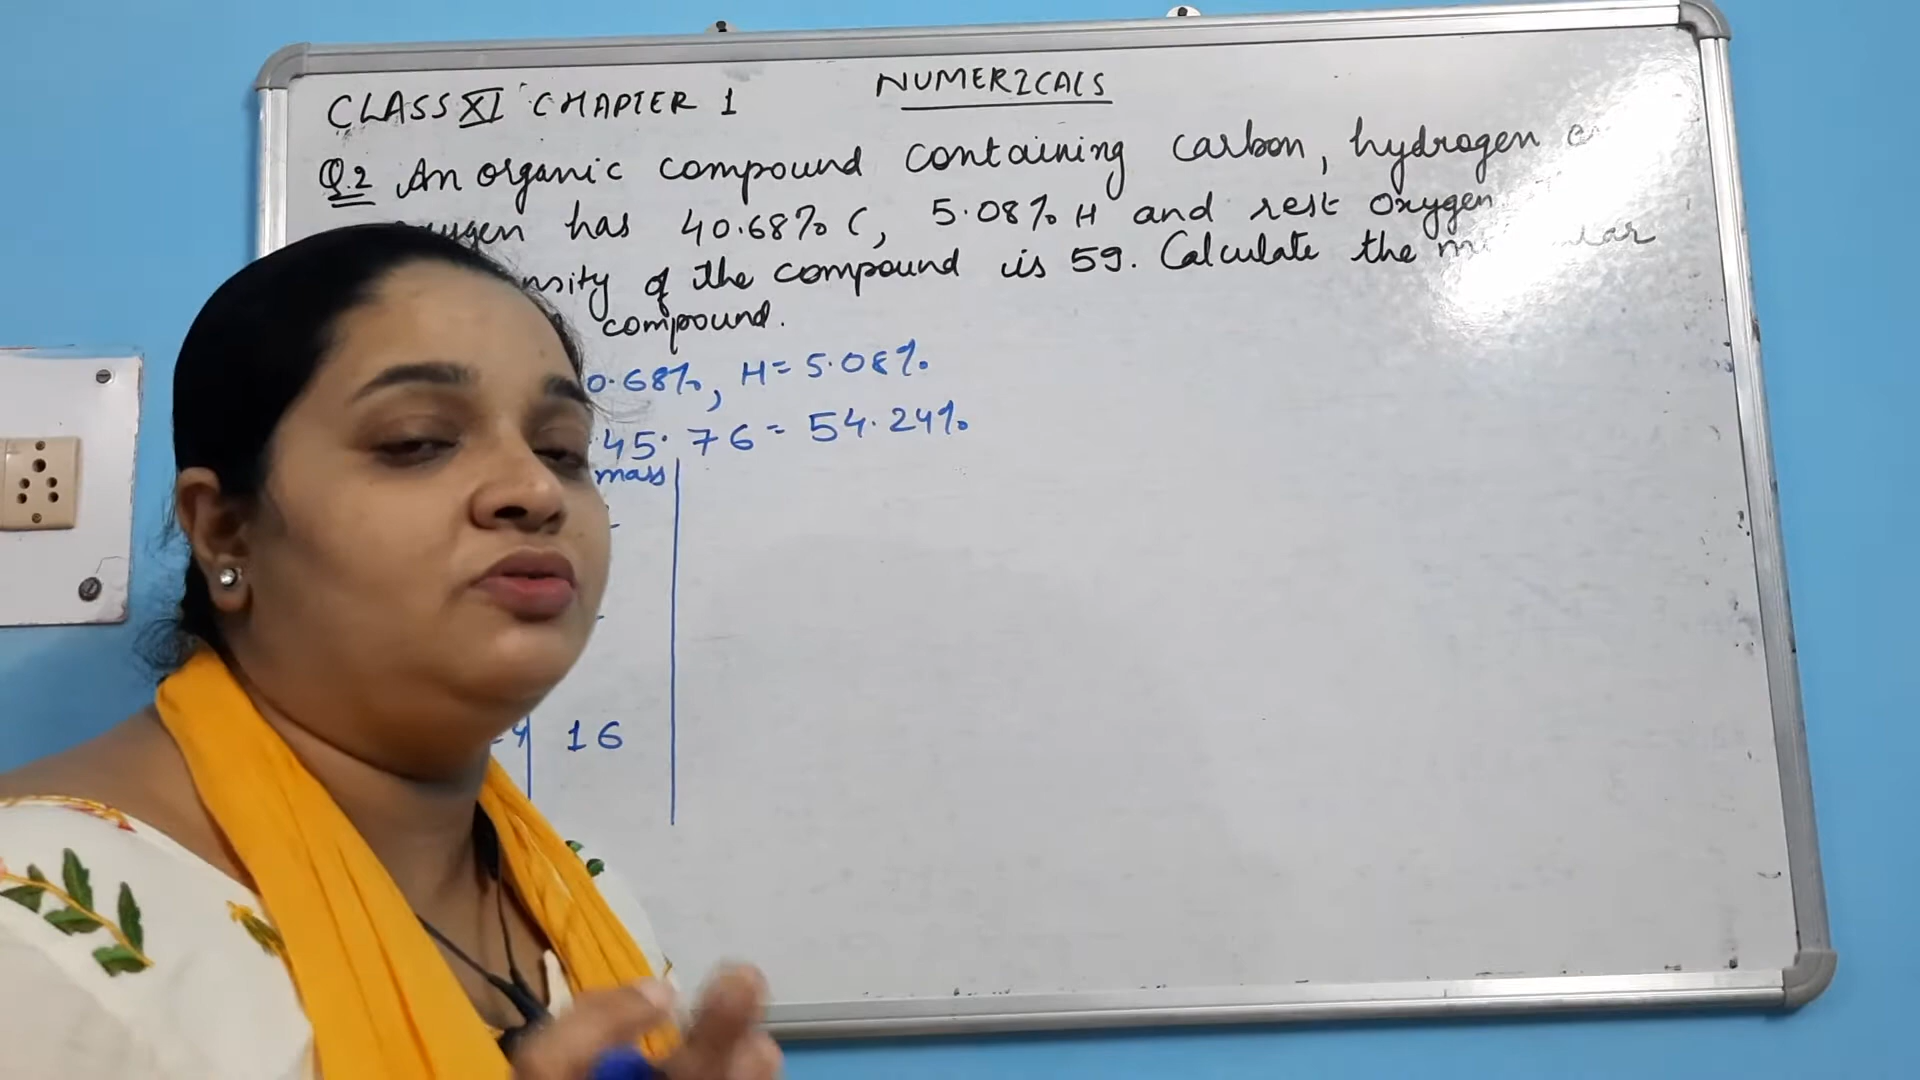 CLASS XI CHAPTER 1
NUMERICALS
Q.2 An organic compound containing carbon, hydrogen
has 40.68% C, 5.08% H and rest oxygen
of the compound is 59. Calculate the
compound.
0.68%, H = 5.08%
45.76 = 54.24%
mass
16